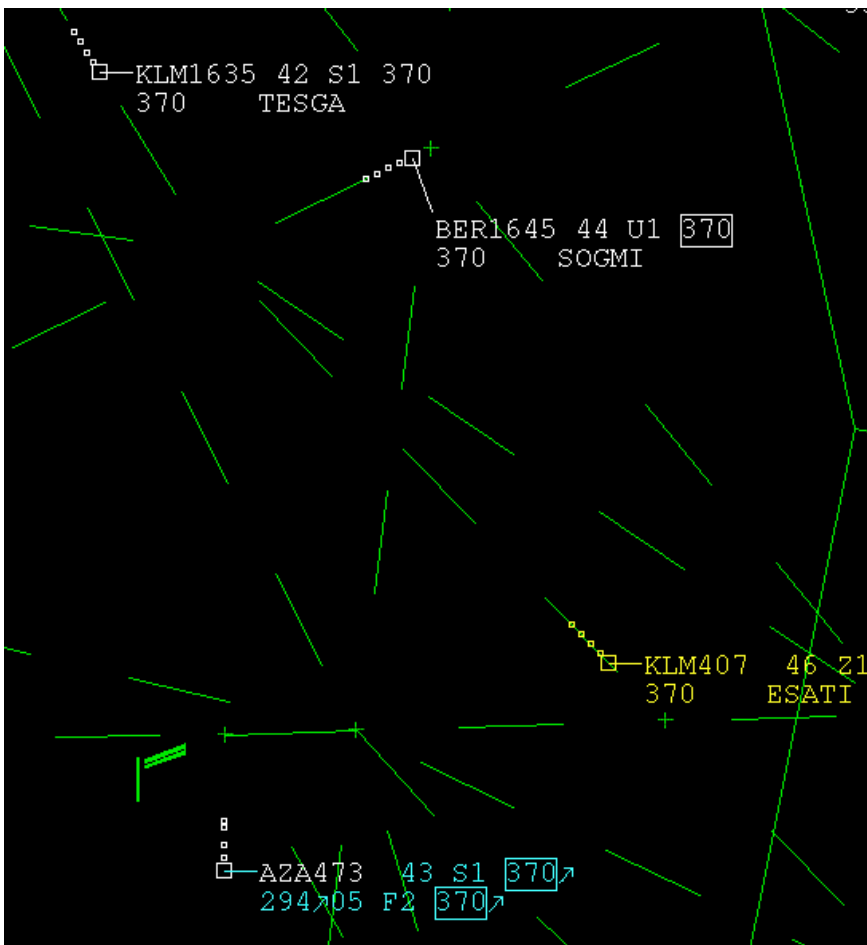 KLM1635 42 S1 370
370 TESGA
BER1645 44 U1 370
370 SOGMI
KLM407 46 Z1
370 ESATI
AZA473 43 S1 370↗
294↗05 F2 370↗